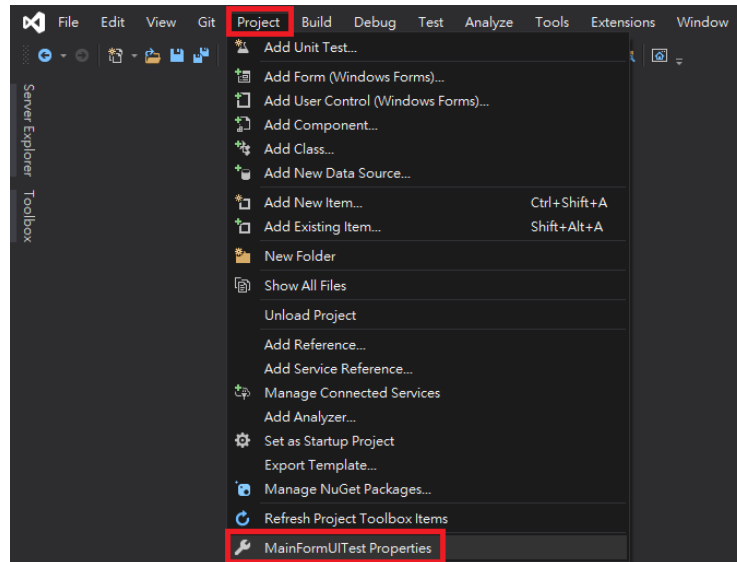 File Edit View Git Project Build Debug Test Analyze Tools Extensions Window
Server Explorer
Toolbox
Add Unit Test...
Add Form (Windows Forms)...
Add User Control (Windows Forms)...
Add Component...
Add Class...
Add New Data Source...
Add New Item... Ctrl+Shift+A
Add Existing Item... Shift+Alt+A
New Folder
Show All Files
Unload Project
Add Reference...
Add Service Reference...
Manage Connected Services
Add Analyzer...
Set as Startup Project
Export Template...
Manage NuGet Packages...
Refresh Project Toolbox Items
MainFormUITest Properties